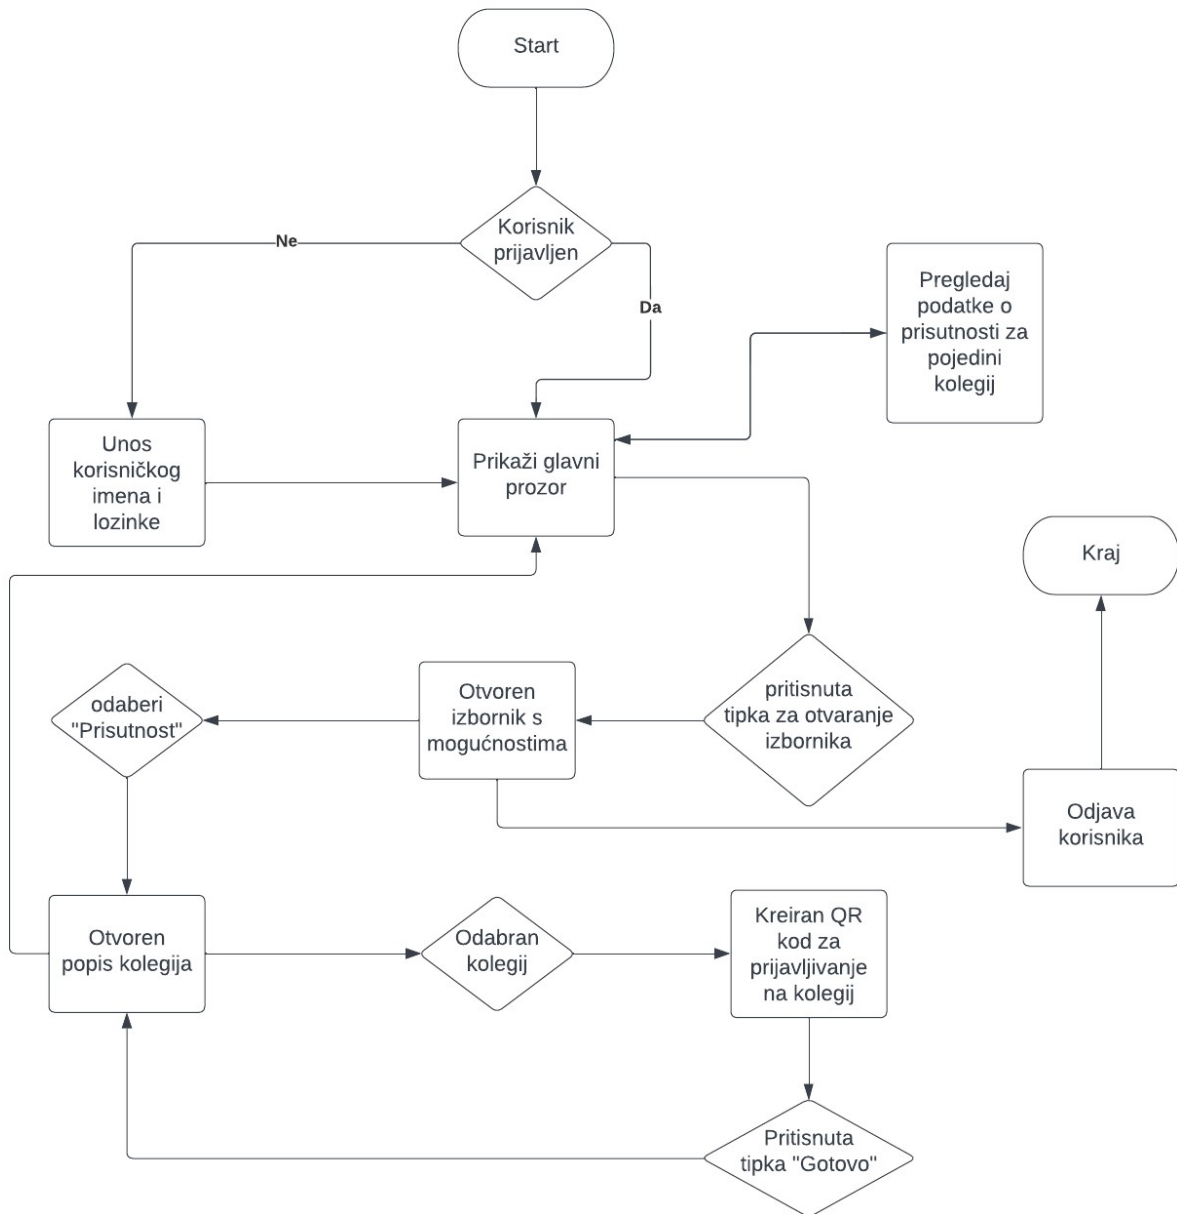 Start
Korisnik
prijavljen
Ne
Da
Pregledaj
podatke o
prisutnosti za
pojedini
kolegij
Unos
korisničkog
imena i
lozinke
Prikaži glavni
prozor
Kraj
odaberi
"Prisutnost"
Otvoren
izbornik s
mogućnostima
pritisnuta
tipka za otvaranje
izbornika
Odjava
korisnika
Otvoren
popis kolegija
Odabran
kolegij
Kreiran QR
kod za
prijavljivanje
na kolegij
Pritisnuta
tipka "Gotovo"